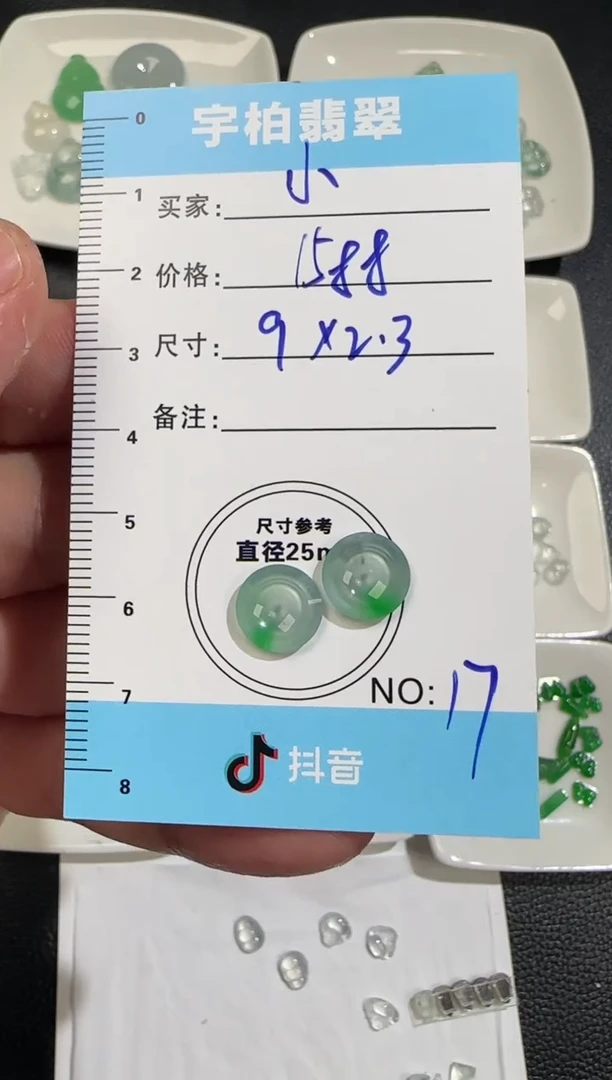 宇柏翡翠
买家: 小
价格: 1588
尺寸: 9×2.3
备注:
尺寸参考
直径25m
NO: 17
抖音
0
1
2
3
4
5
6
7
8